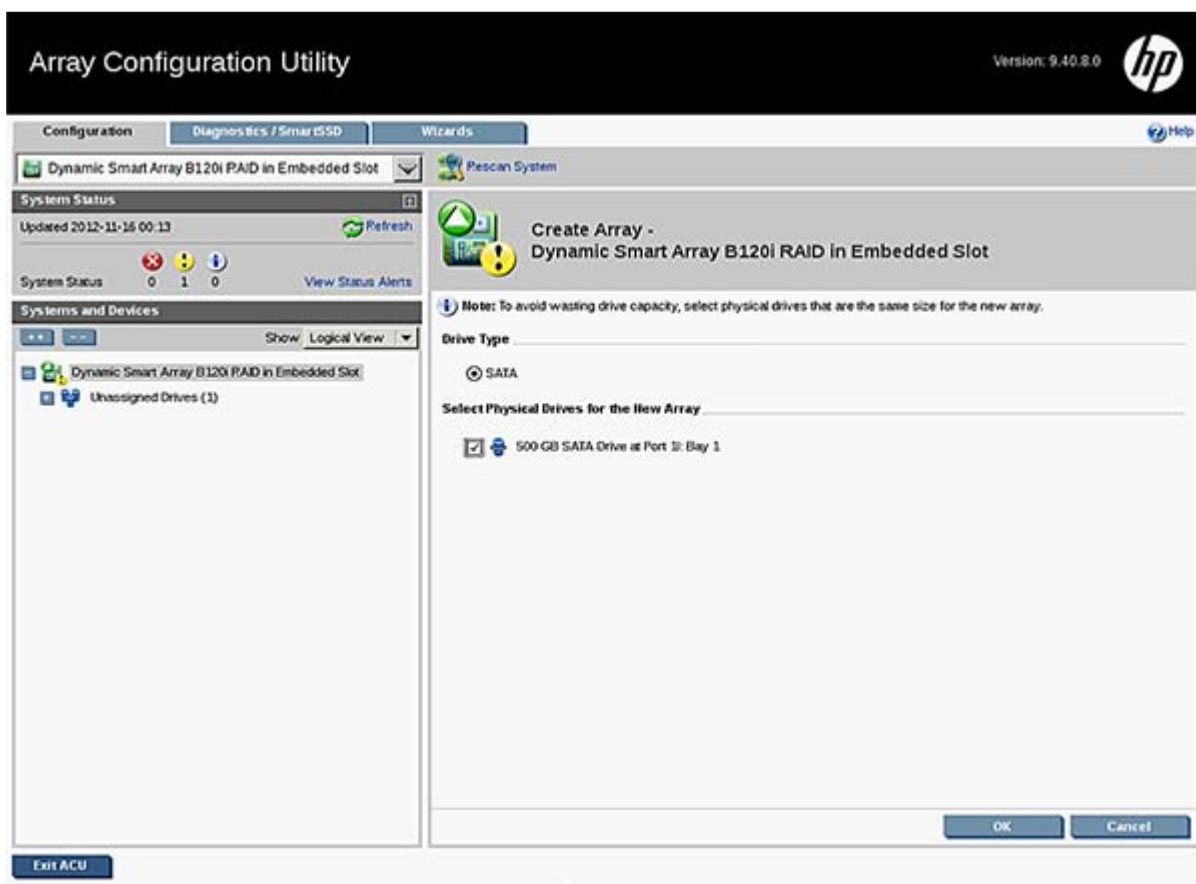 Array Configuration Utility
Version: 9.40.8.0
hp
Configuration
Diagnostics / SmartSSD
Wizards
Help
Dynamic Smart Array B120i RAID in Embedded Slot
Rescan System
System Status
Updated 2012-11-16 00:13
Refresh
System Status 0 1 0
View Status Alerts
Systems and Devices
Show Logical View
Dynamic Smart Array B120i RAID in Embedded Slot
Unassigned Drives (1)
Create Array -
Dynamic Smart Array B120i RAID in Embedded Slot
Note: To avoid wasting drive capacity, select physical drives that are the same size for the new array.
Drive Type
SATA
Select Physical Drives for the New Array
500 GB SATA Drive at Port 1I: Bay 1
OK
Cancel
Exit ACU